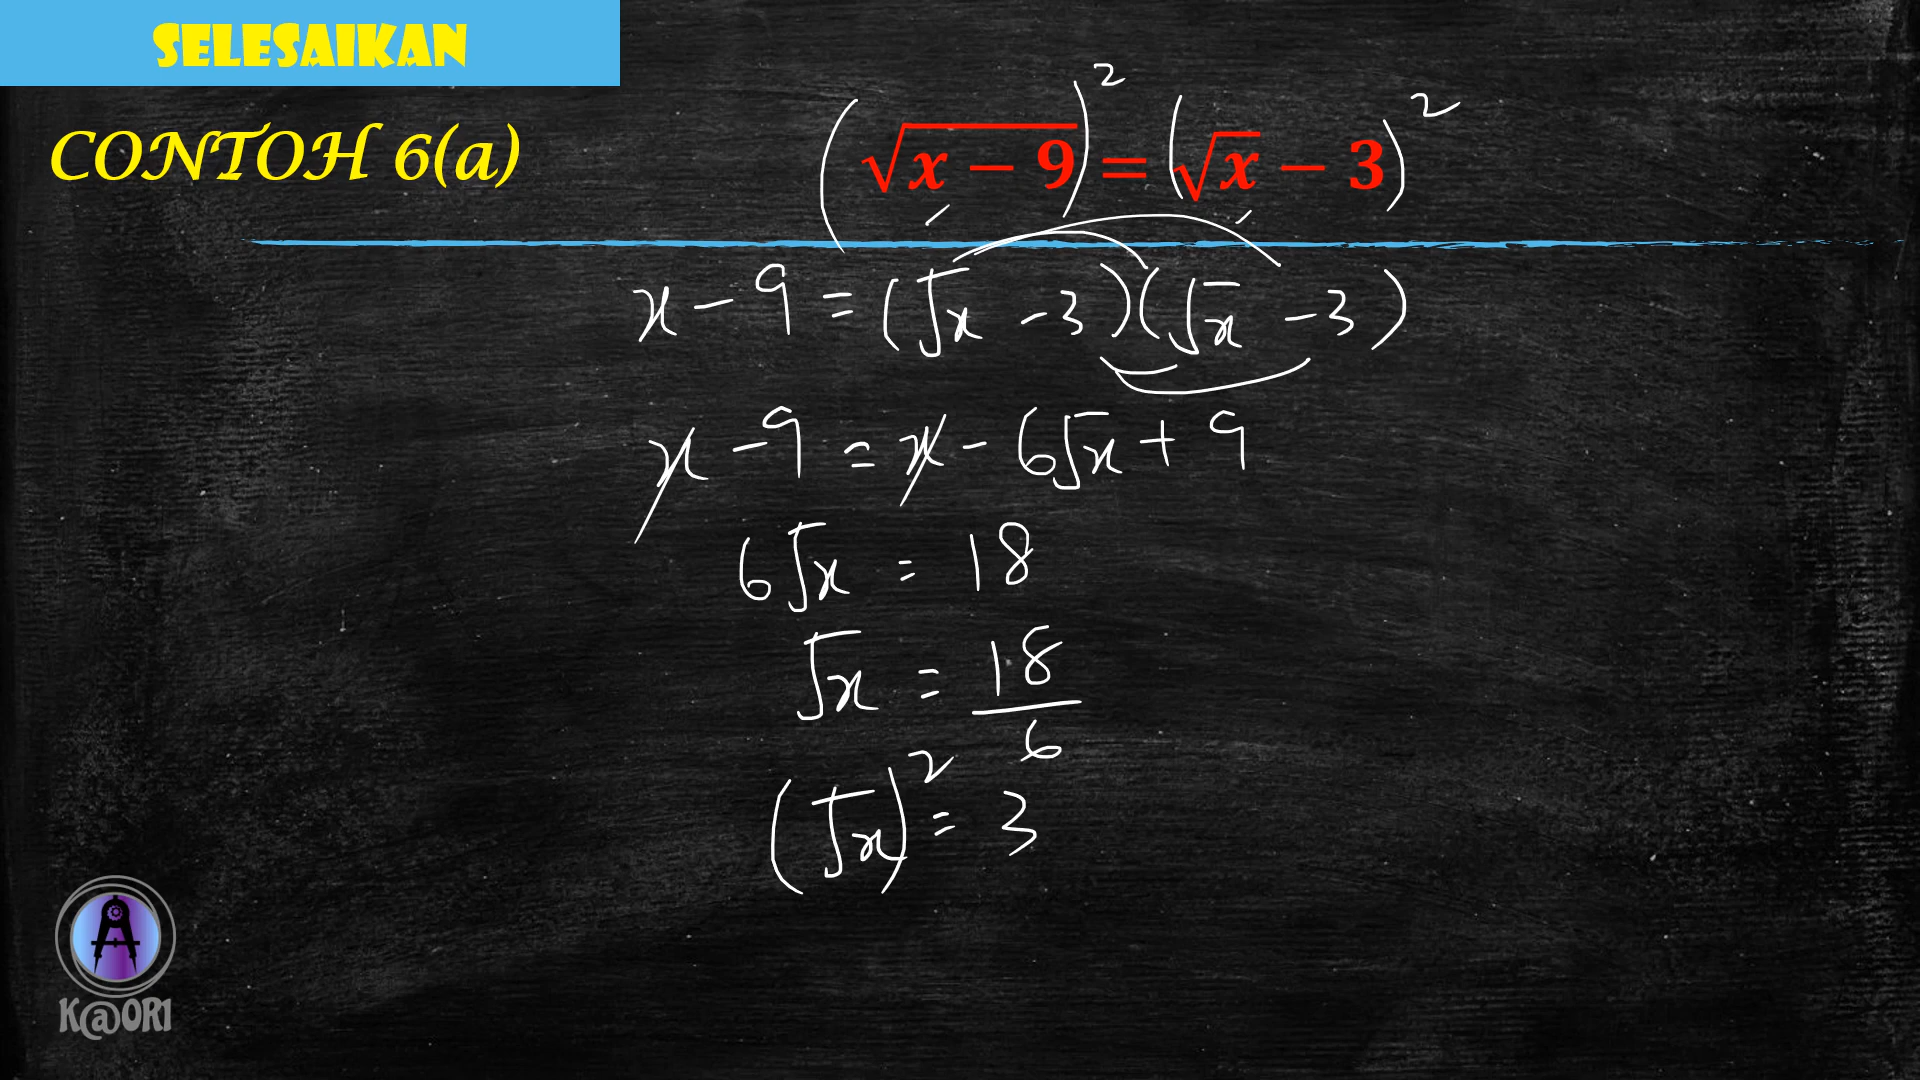 SELESAIKAN
CONTOH 6(a)
(√(x − 9))² = (√x − 3)²
x − 9 = (√x − 3)(√x − 3)
x − 9 = x − 6√x + 9
6√x = 18
√x = 18/6
(√x)² = 3
K@ORI